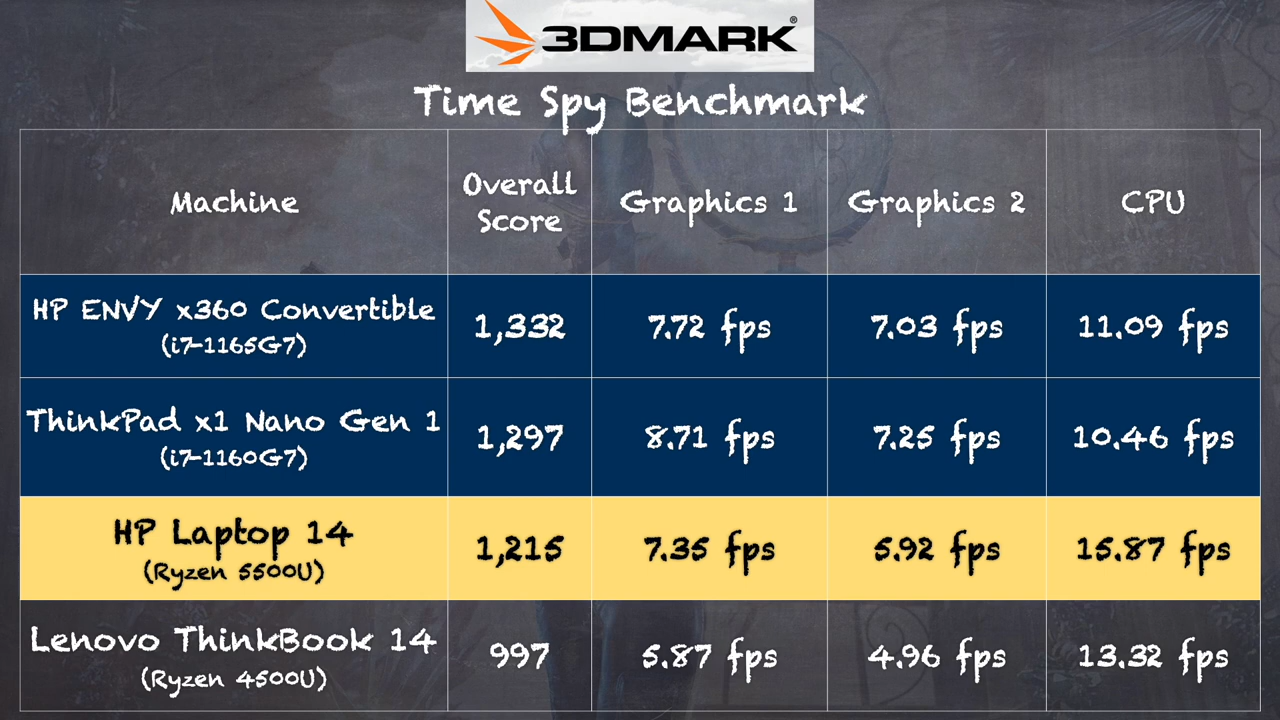 3DMARK®
Time Spy Benchmark
Machine
Overall
Score
Graphics 1
Graphics 2
CPU
HP ENVY x360 Convertible
(i7-1165G7)
1,332
7.72 fps
7.03 fps
11.09 fps
ThinkPad x1 Nano Gen 1
(i7-1160G7)
1,297
8.71 fps
7.25 fps
10.46 fps
HP Laptop 14
(Ryzen 5500U)
1,215
7.35 fps
5.92 fps
15.87 fps
Lenovo ThinkBook 14
(Ryzen 4500U)
997
5.87 fps
4.96 fps
13.32 fps